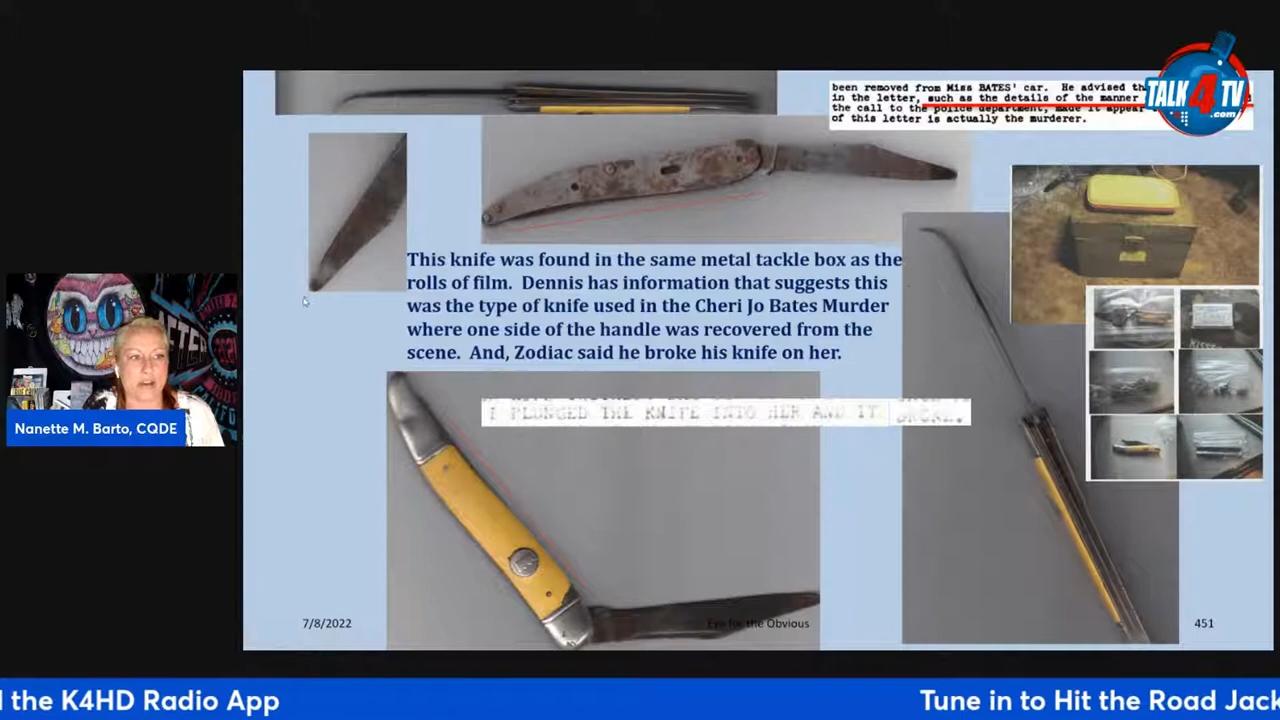 TALK 4 TV
.com
been removed from Miss BATES' car. He advised th
in the letter, such as the details of the manner
the call to the police department, made it appear
of this letter is actually the murderer.
This knife was found in the same metal tackle box as the
rolls of film. Dennis has information that suggests this
was the type of knife used in the Cheri Jo Bates Murder
where one side of the handle was recovered from the
scene. And, Zodiac said he broke his knife on her.
I PLUNGED THE KNIFE INTO HER AND IT BROKE.
Nanette M. Barto, CQDE
7/8/2022
Eye for the Obvious
451
d the K4HD Radio App
Tune in to Hit the Road Jack